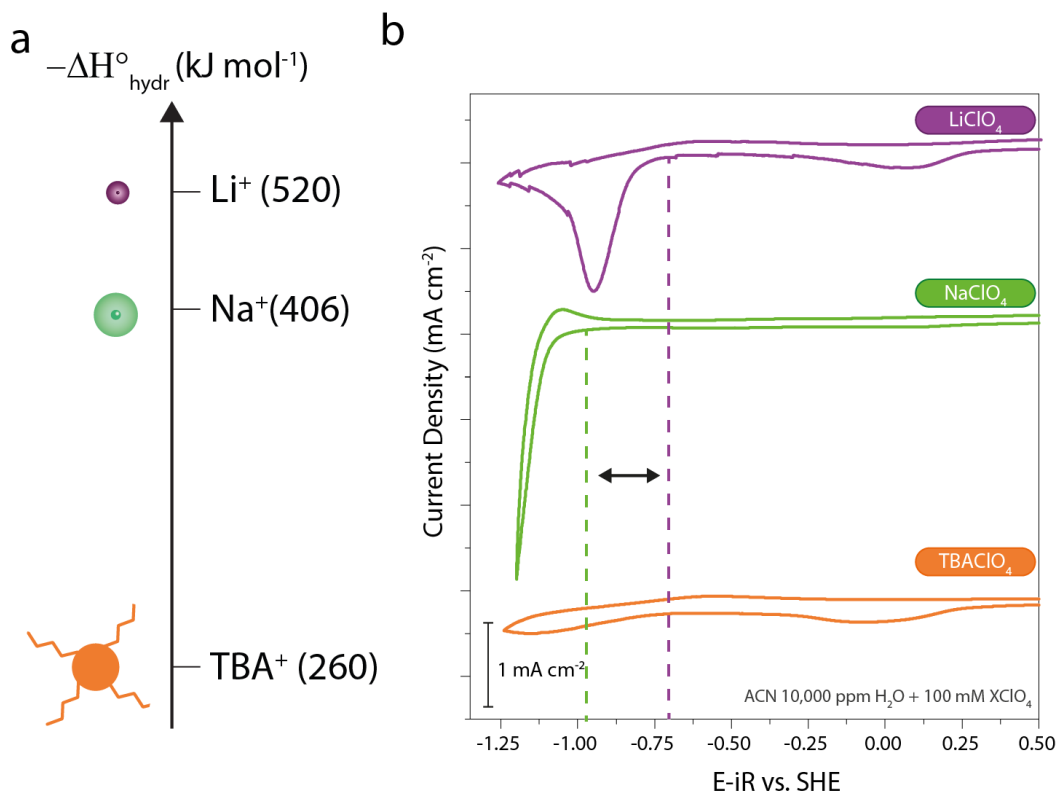 a
−ΔH°hydr (kJ mol-1)
Li+ (520)
Na+(406)
TBA+ (260)
b
Current Density (mA cm-2)
LiClO4
NaClO4
TBAClO4
1 mA cm-2
ACN 10,000 ppm H2O + 100 mM XClO4
-1.25 -1.00 -0.75 -0.50 -0.25 0.00 0.25 0.50
E-iR vs. SHE